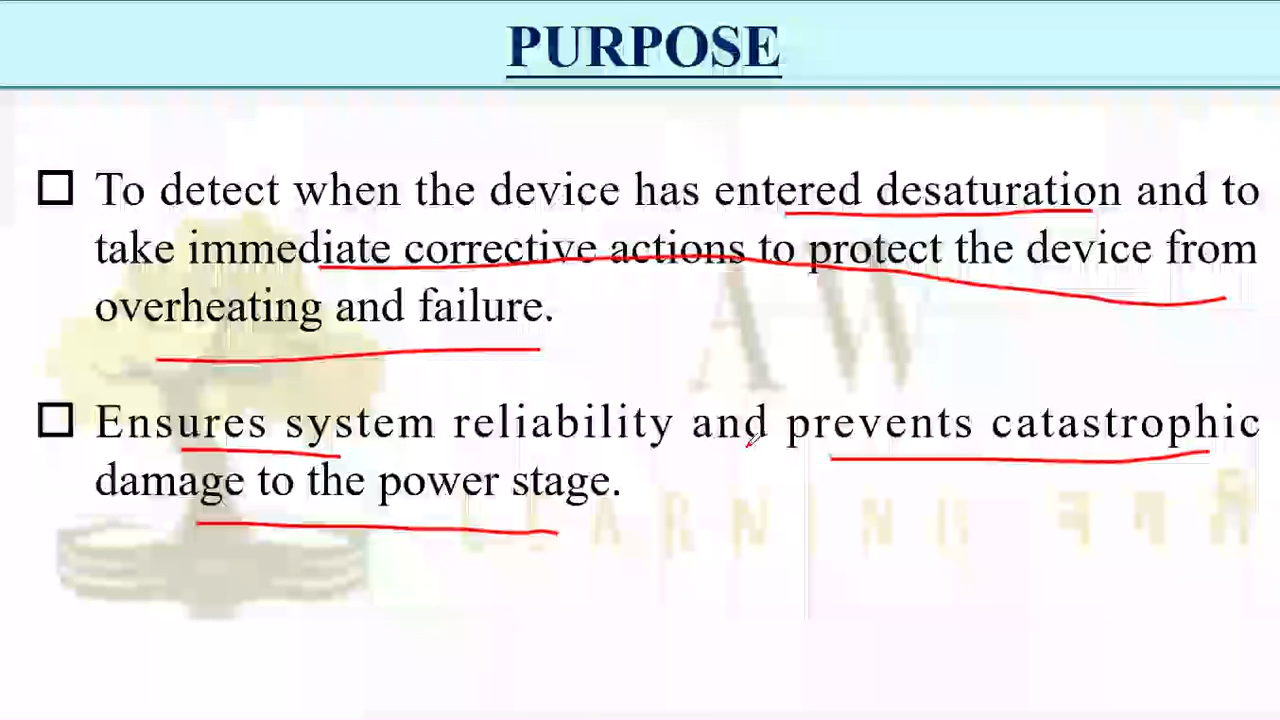 PURPOSE
To detect when the device has entered desaturation and to
take immediate corrective actions to protect the device from
overheating and failure.
Ensures system reliability and prevents catastrophic
damage to the power stage.
AW